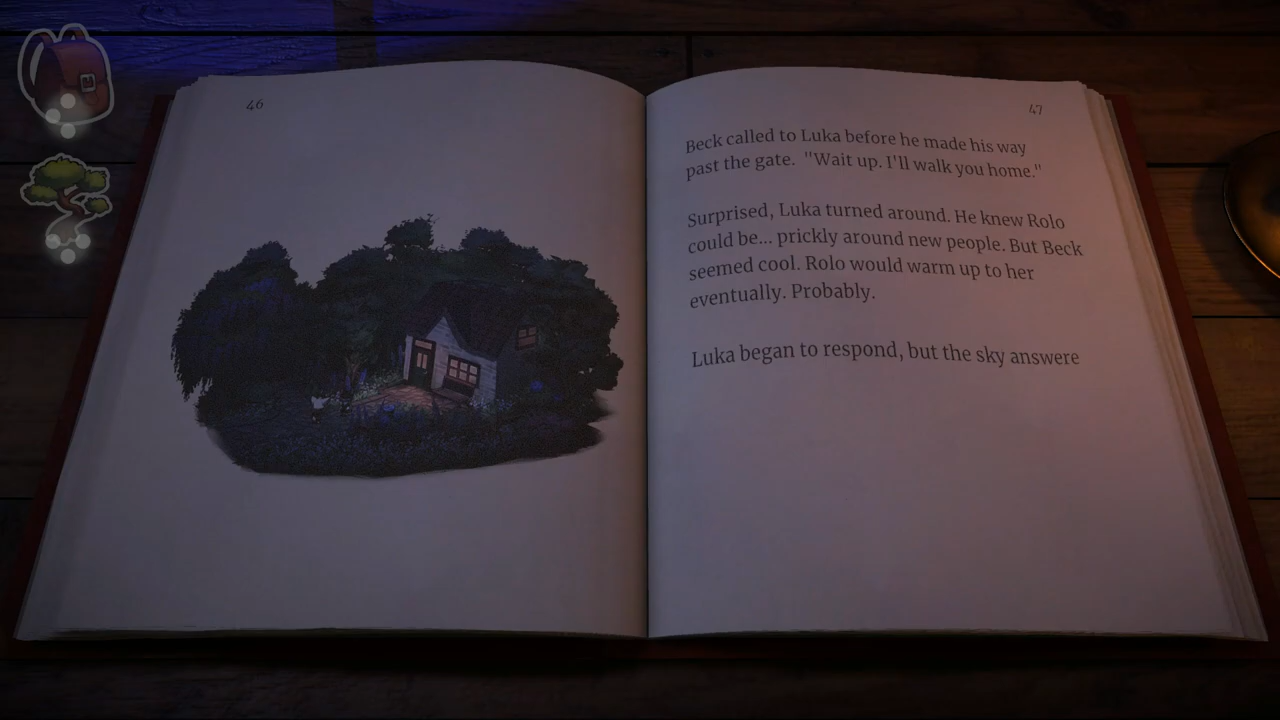 46
47
Beck called to Luka before he made his way
past the gate.  "Wait up. I'll walk you home."
Surprised, Luka turned around. He knew Rolo
could be... prickly around new people. But Beck
seemed cool. Rolo would warm up to her
eventually. Probably.
Luka began to respond, but the sky answere